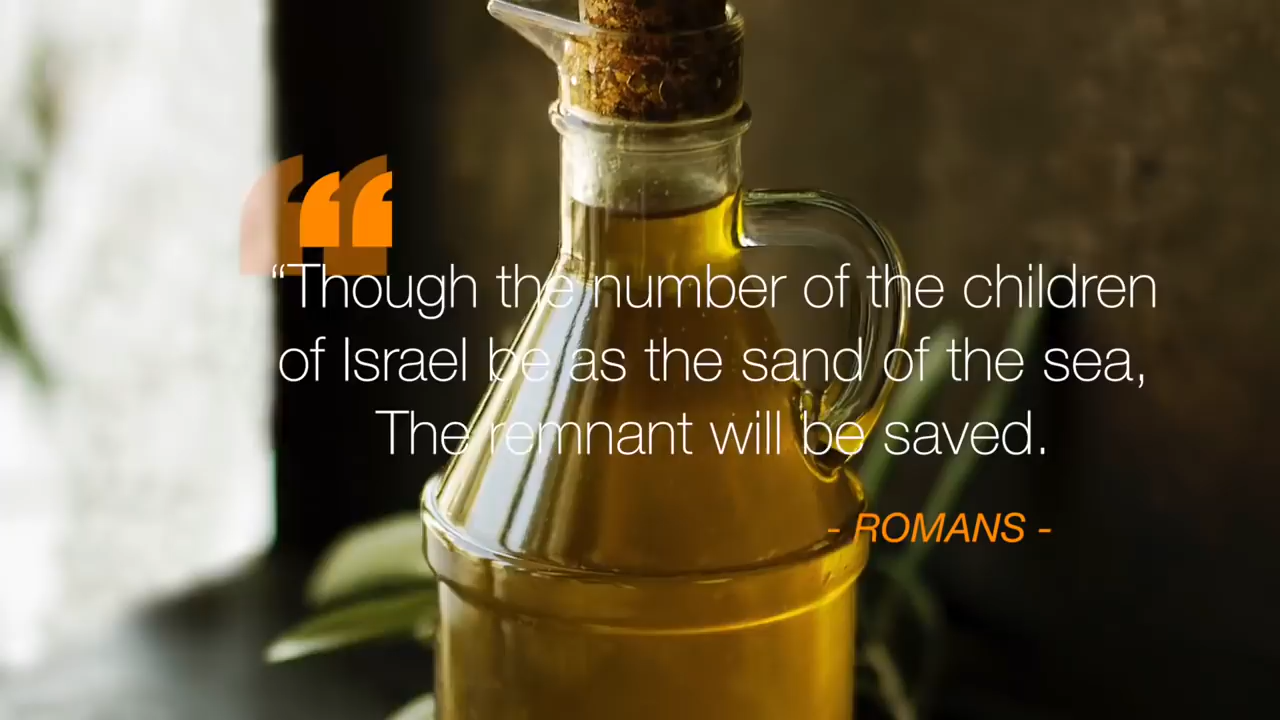 “Though the number of the children
of Israel be as the sand of the sea,
The remnant will be saved.
- ROMANS -